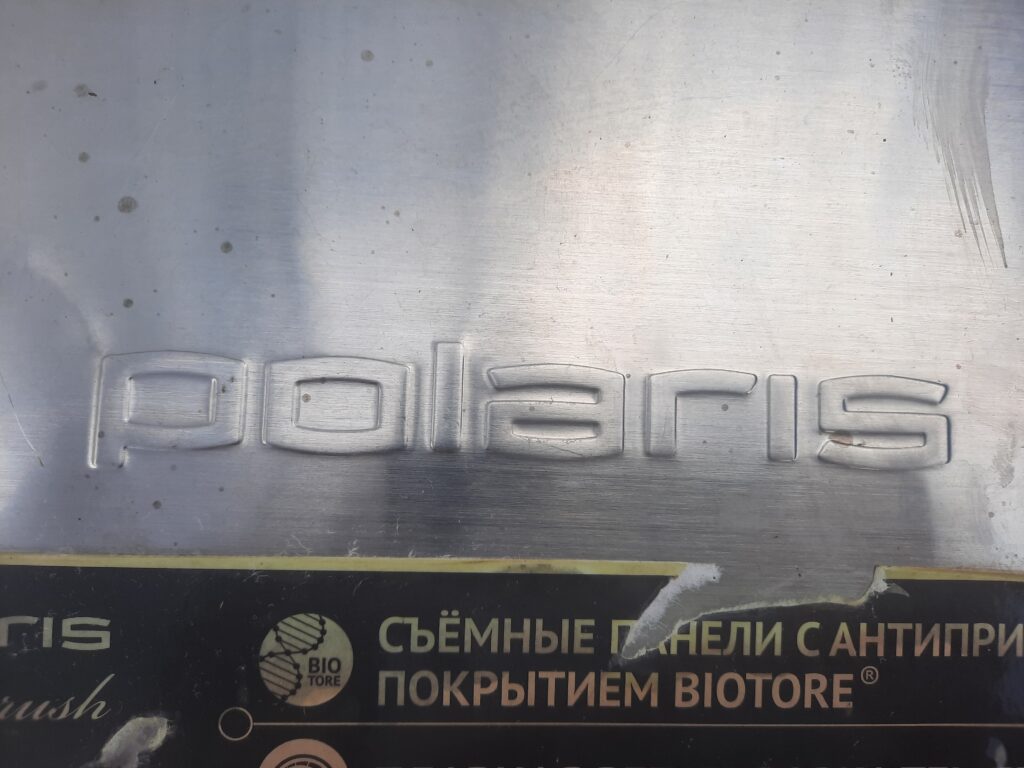 polaris
RIS
BIO
TORE
СЪЁМНЫЕ ПАНЕЛИ С АНТИПРИ
ПОКРЫТИЕМ BIOTORE®
rush